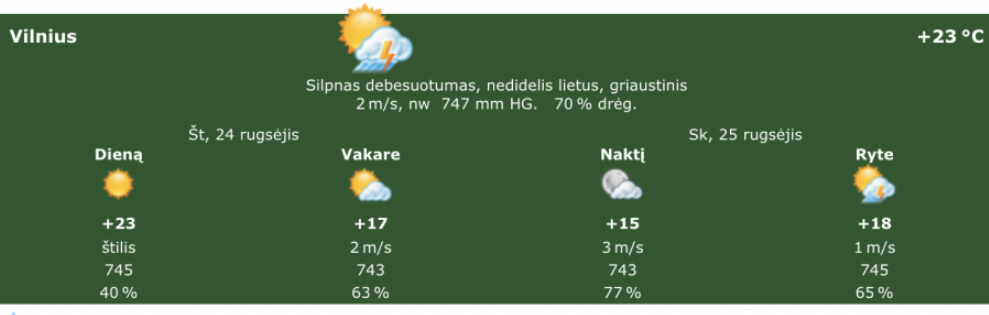 Vilnius
+23 °C
Silpnas debesuotumas, nedidelis lietus, griaustinis
2 m/s, nw 747 mm HG. 70 % drėg.
Št, 24 rugsėjis Sk, 25 rugsėjis
Dieną Vakare Naktį Ryte
+23 +17 +15 +18
štilis 2 m/s 3 m/s 1 m/s
745 743 743 745
40 % 63 % 77 % 65 %